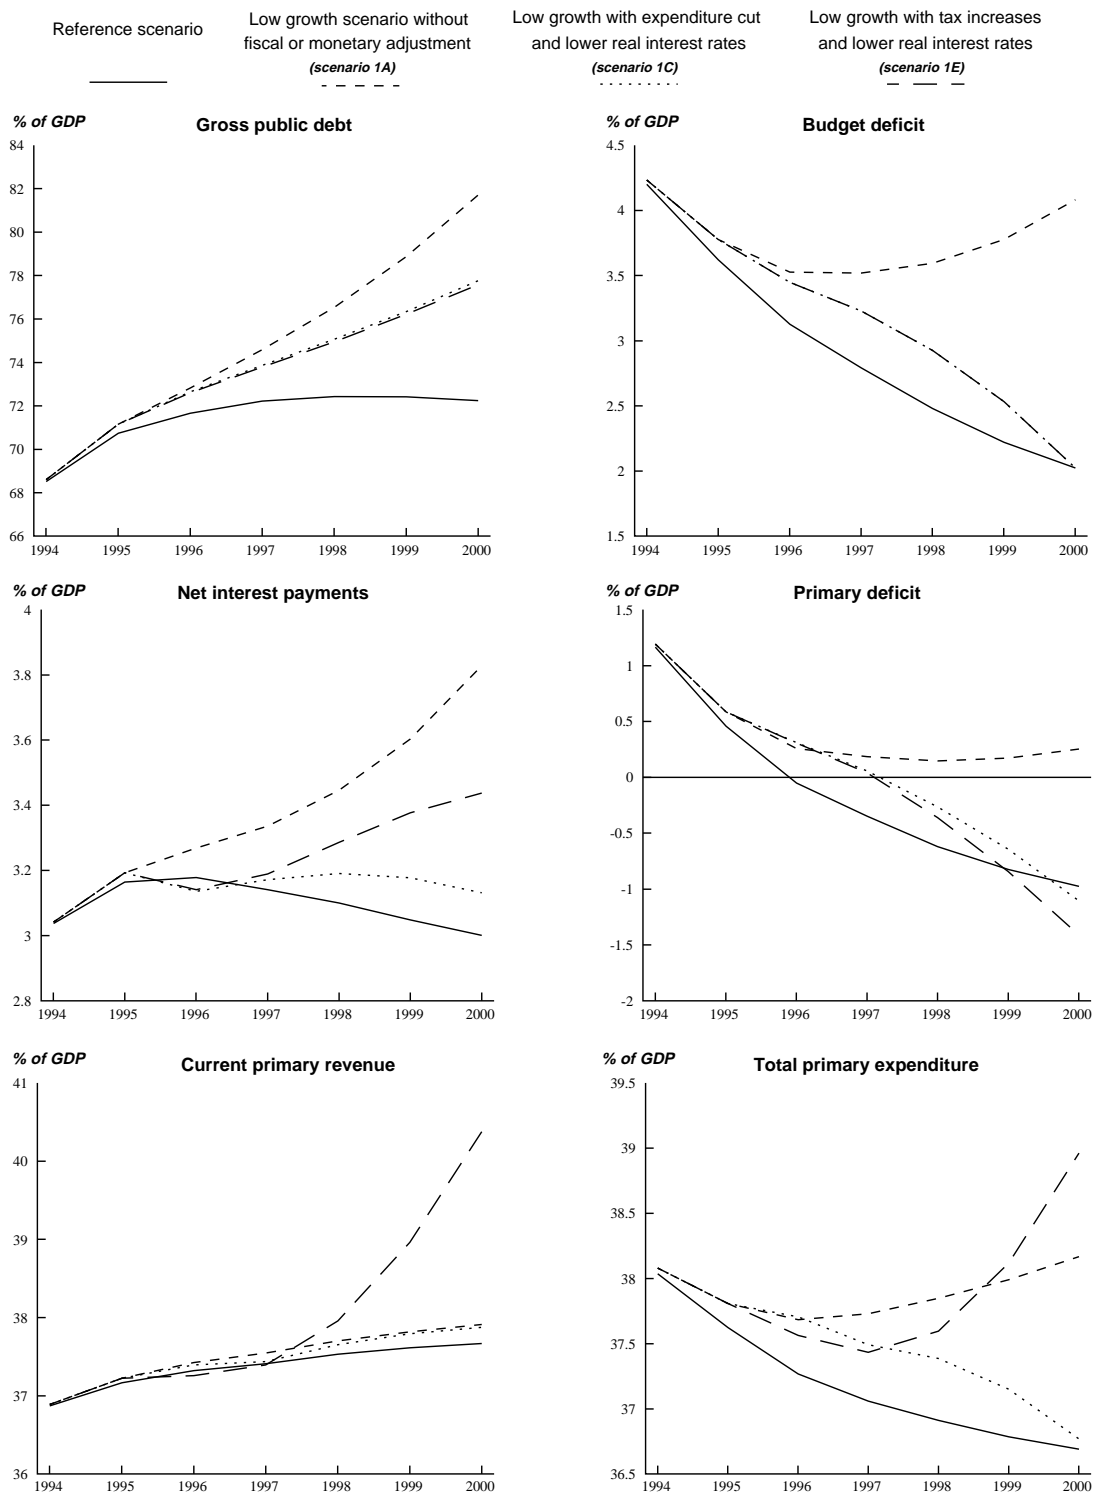 Reference scenario
Low growth scenario without
fiscal or monetary adjustment
(scenario 1A)
Low growth with expenditure cut
and lower real interest rates
(scenario 1C)
Low growth with tax increases
and lower real interest rates
(scenario 1E)
% of GDP
Gross public debt
84
82
80
78
76
74
72
70
68
66
1994 1995 1996 1997 1998 1999 2000
% of GDP
Budget deficit
4.5
4
3.5
3
2.5
2
1.5
1994 1995 1996 1997 1998 1999 2000
% of GDP
Net interest payments
4
3.8
3.6
3.4
3.2
3
2.8
1994 1995 1996 1997 1998 1999 2000
% of GDP
Primary deficit
1.5
1
0.5
0
-0.5
-1
-1.5
-2
1994 1995 1996 1997 1998 1999 2000
% of GDP
Current primary revenue
41
40
39
38
37
36
1994 1995 1996 1997 1998 1999 2000
% of GDP
Total primary expenditure
39.5
39
38.5
38
37.5
37
36.5
1994 1995 1996 1997 1998 1999 2000